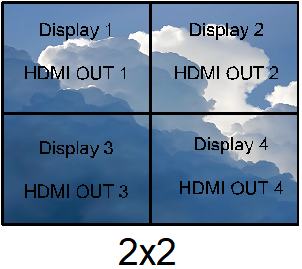 Display 1
Display 2
HDMI OUT 1
HDMI OUT 2
Display 3
Display 4
HDMI OUT 3
HDMI OUT 4
2x2